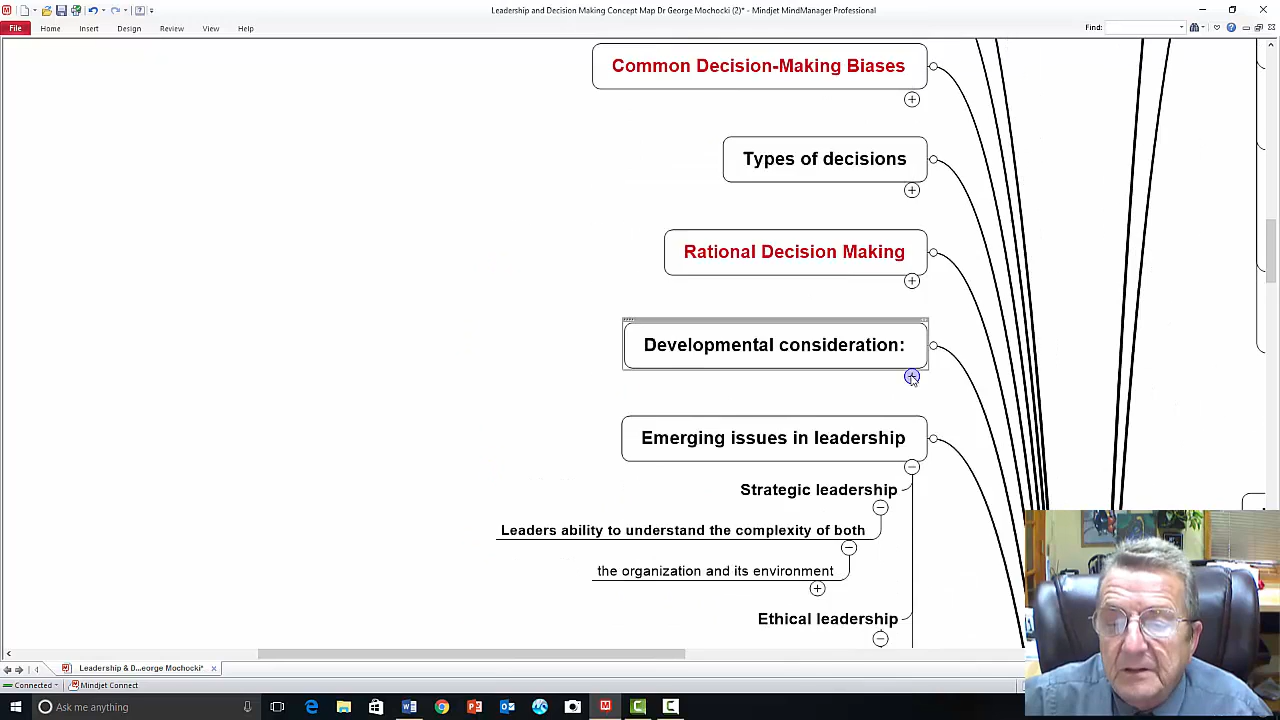 Leadership and Decision Making Concept Map Dr George Mochocki (2)* - Mindjet MindManager Professional
File Home Insert Design Review View Help
Find:
Common Decision-Making Biases
Types of decisions
Rational Decision Making
Developmental consideration:
Emerging issues in leadership
Strategic leadership
Leaders ability to understand the complexity of both
the organization and its environment
Ethical leadership
Leadership & D...eorge Mochocki*
Connected Mindjet Connect
Ask me anything